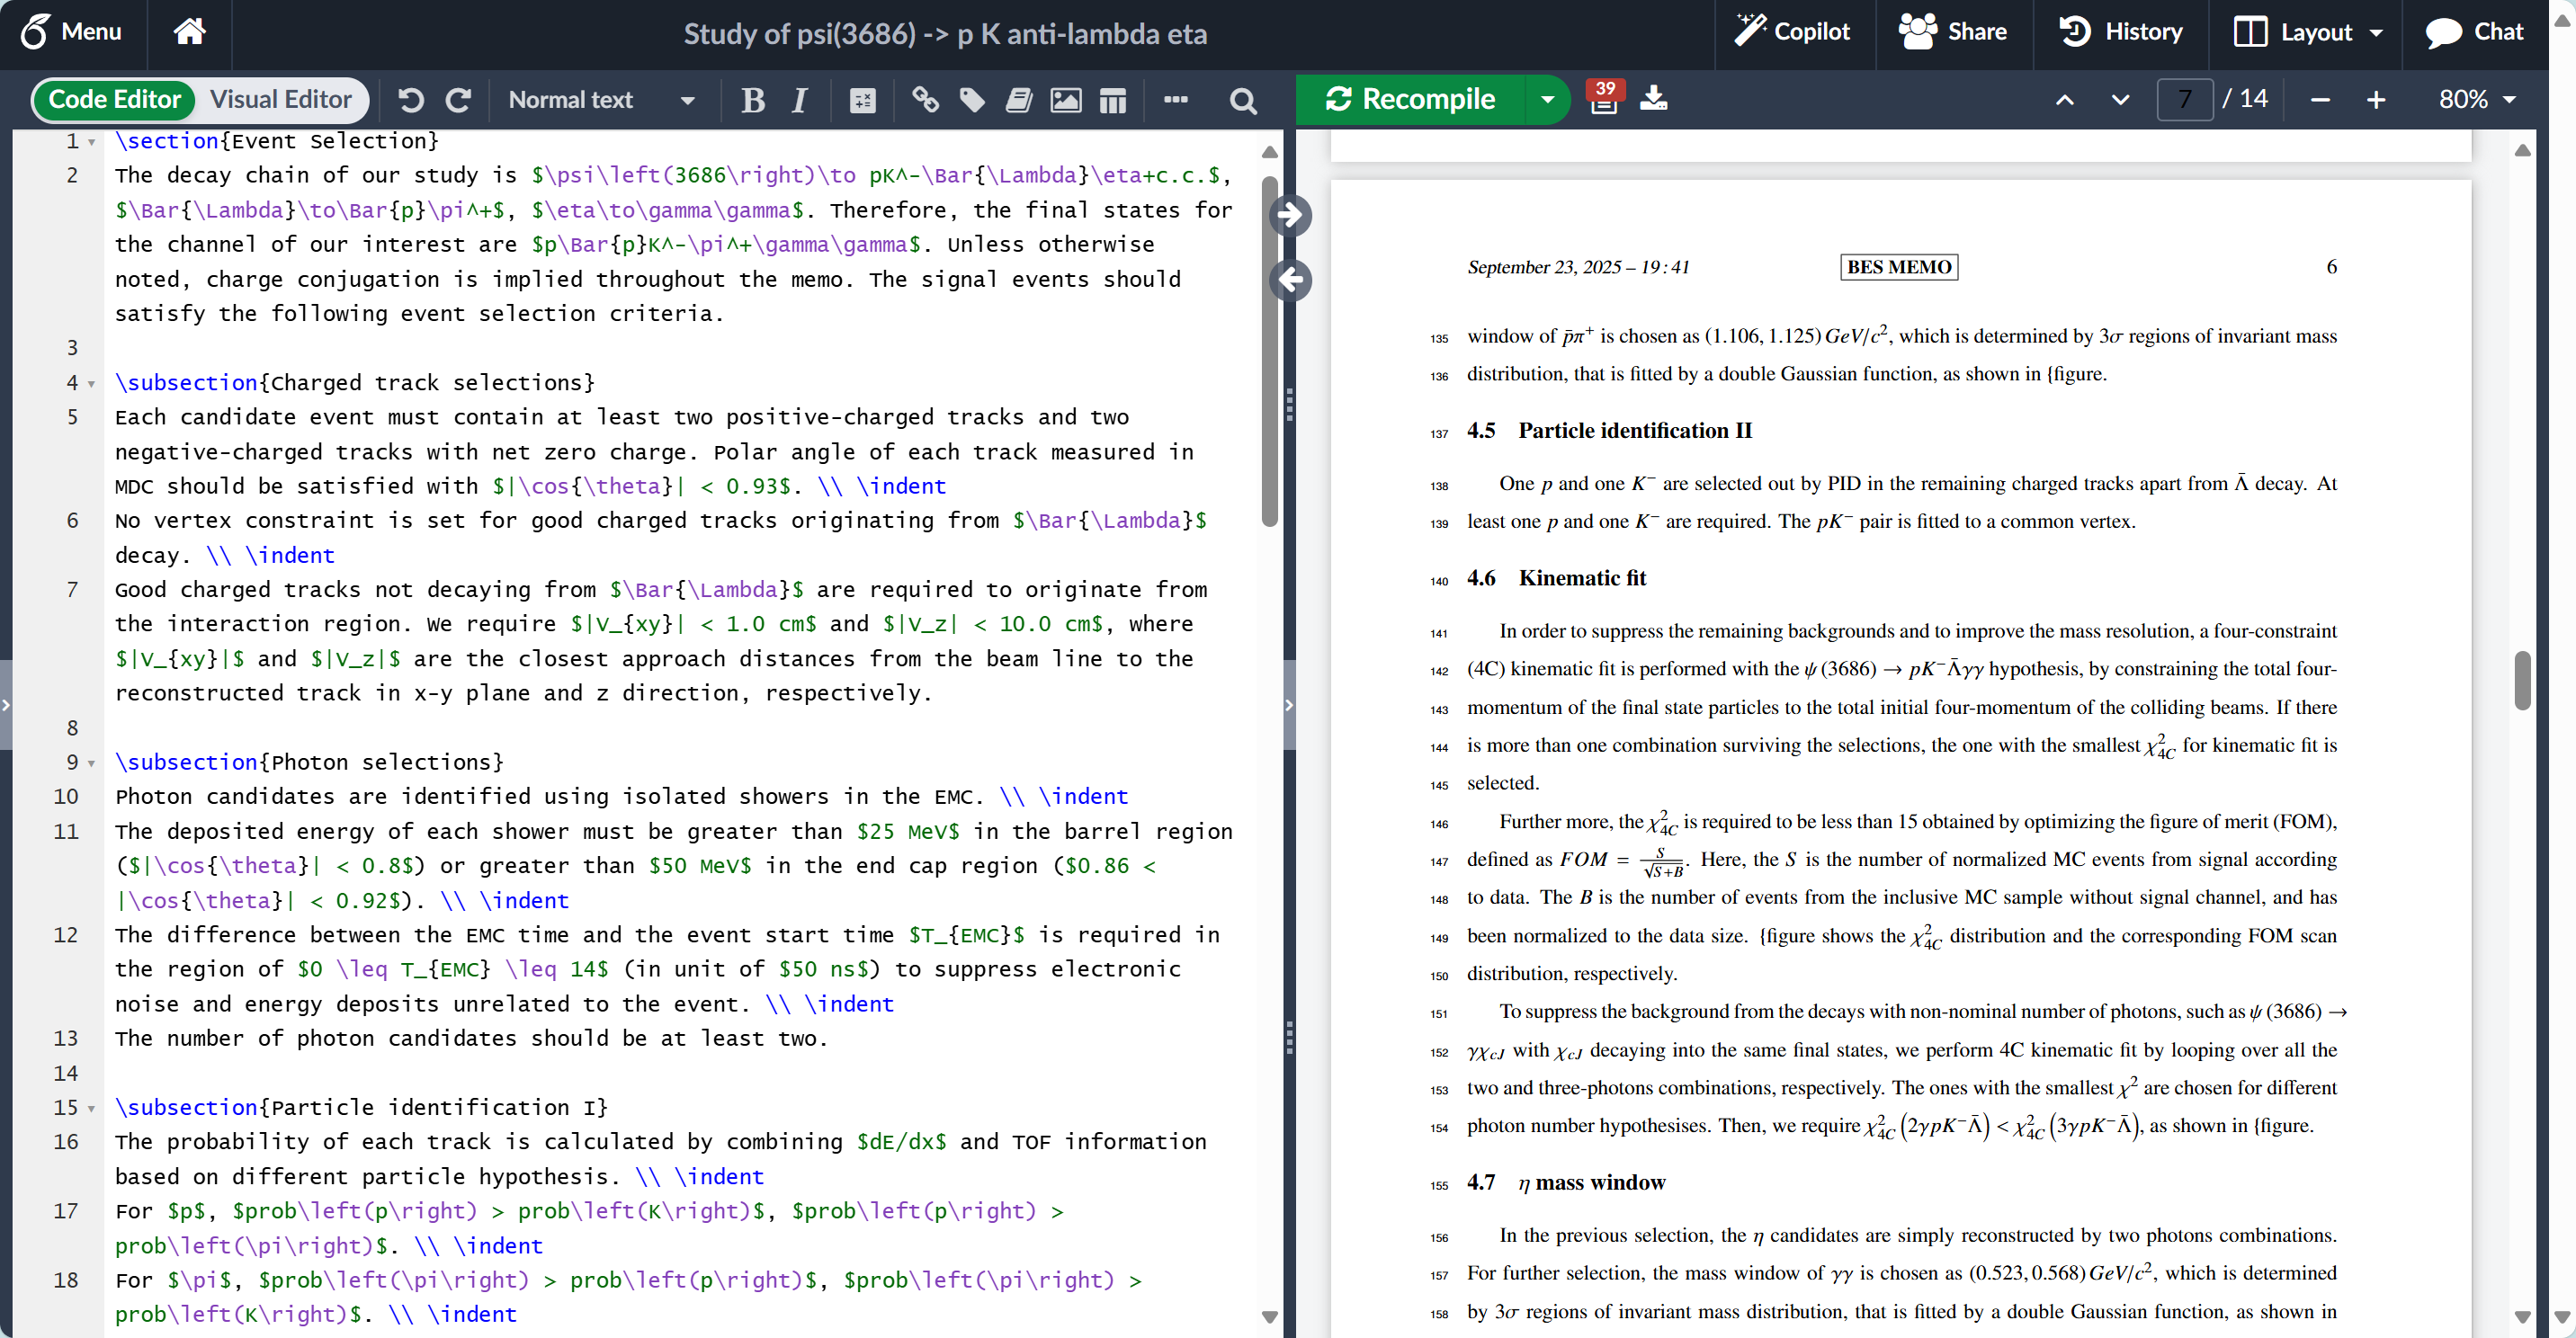 Menu
Study of psi(3686) -> p K anti-lambda eta
Copilot
Share
History
Layout
Chat
Code Editor
Visual Editor
Normal text
B
I
Recompile
39
7 / 14
80%
1 \section{Event Selection}
2 The decay chain of our study is $\psi\left(3686\right)\to pK^-\Bar{\Lambda}\eta+c.c.$,
$\Bar{\Lambda}\to\Bar{p}\pi^+$, $\eta\to\gamma\gamma$. Therefore, the final states for
the channel of our interest are $p\Bar{p}K^-\pi^+\gamma\gamma$. Unless otherwise
noted, charge conjugation is implied throughout the memo. The signal events should
satisfy the following event selection criteria.
3
4 \subsection{Charged track selections}
5 Each candidate event must contain at least two positive-charged tracks and two
negative-charged tracks with net zero charge. Polar angle of each track measured in
MDC should be satisfied with $|\cos{\theta}| < 0.93$. \\ \indent
6 No vertex constraint is set for good charged tracks originating from $\Bar{\Lambda}$
decay. \\ \indent
7 Good charged tracks not decaying from $\Bar{\Lambda}$ are required to originate from
the interaction region. We require $|V_{xy}| < 1.0 cm$ and $|V_z| < 10.0 cm$, where
$|V_{xy}|$ and $|V_z|$ are the closest approach distances from the beam line to the
reconstructed track in x-y plane and z direction, respectively.
8
9 \subsection{Photon selections}
10 Photon candidates are identified using isolated showers in the EMC. \\ \indent
11 The deposited energy of each shower must be greater than $25 MeV$ in the barrel region
($|\cos{\theta}| < 0.8$) or greater than $50 MeV$ in the end cap region ($0.86 <
|\cos{\theta}| < 0.92$). \\ \indent
12 The difference between the EMC time and the event start time $T_{EMC}$ is required in
the region of $0 \leq T_{EMC} \leq 14$ (in unit of $50 ns$) to suppress electronic
noise and energy deposits unrelated to the event. \\ \indent
13 The number of photon candidates should be at least two.
14
15 \subsection{Particle identification I}
16 The probability of each track is calculated by combining $dE/dx$ and TOF information
based on different particle hypothesis. \\ \indent
17 For $p$, $prob\left(p\right) > prob\left(K\right)$, $prob\left(p\right) >
prob\left(\pi\right)$. \\ \indent
18 For $\pi$, $prob\left(\pi\right) > prob\left(p\right)$, $prob\left(\pi\right) >
prob\left(K\right)$. \\ \indent
September 23, 2025 – 19:41 BES MEMO 6
135 window of p̄π⁺ is chosen as (1.106, 1.125) GeV/c², which is determined by 3σ regions of invariant mass
136 distribution, that is fitted by a double Gaussian function, as shown in {figure.
137 4.5 Particle identification II
138 One p and one K⁻ are selected out by PID in the remaining charged tracks apart from Λ̄ decay. At
139 least one p and one K⁻ are required. The pK⁻ pair is fitted to a common vertex.
140 4.6 Kinematic fit
141 In order to suppress the remaining backgrounds and to improve the mass resolution, a four-constraint
142 (4C) kinematic fit is performed with the ψ (3686) → pK⁻Λ̄γγ hypothesis, by constraining the total four-
143 momentum of the final state particles to the total initial four-momentum of the colliding beams. If there
144 is more than one combination surviving the selections, the one with the smallest χ²_4C for kinematic fit is
145 selected.
146 Further more, the χ²_4C is required to be less than 15 obtained by optimizing the figure of merit (FOM),
147 defined as FOM = S/√(S+B). Here, the S is the number of normalized MC events from signal according
148 to data. The B is the number of events from the inclusive MC sample without signal channel, and has
149 been normalized to the data size. {figure shows the χ²_4C distribution and the corresponding FOM scan
150 distribution, respectively.
151 To suppress the background from the decays with non-nominal number of photons, such as ψ (3686) →
152 γχ_cJ with χ_cJ decaying into the same final states, we perform 4C kinematic fit by looping over all the
153 two and three-photons combinations, respectively. The ones with the smallest χ² are chosen for different
154 photon number hypothesises. Then, we require χ²_4C (2γpK⁻Λ̄) < χ²_4C (3γpK⁻Λ̄), as shown in {figure.
155 4.7 η mass window
156 In the previous selection, the η candidates are simply reconstructed by two photons combinations.
157 For further selection, the mass window of γγ is chosen as (0.523, 0.568) GeV/c², which is determined
158 by 3σ regions of invariant mass distribution, that is fitted by a double Gaussian function, as shown in